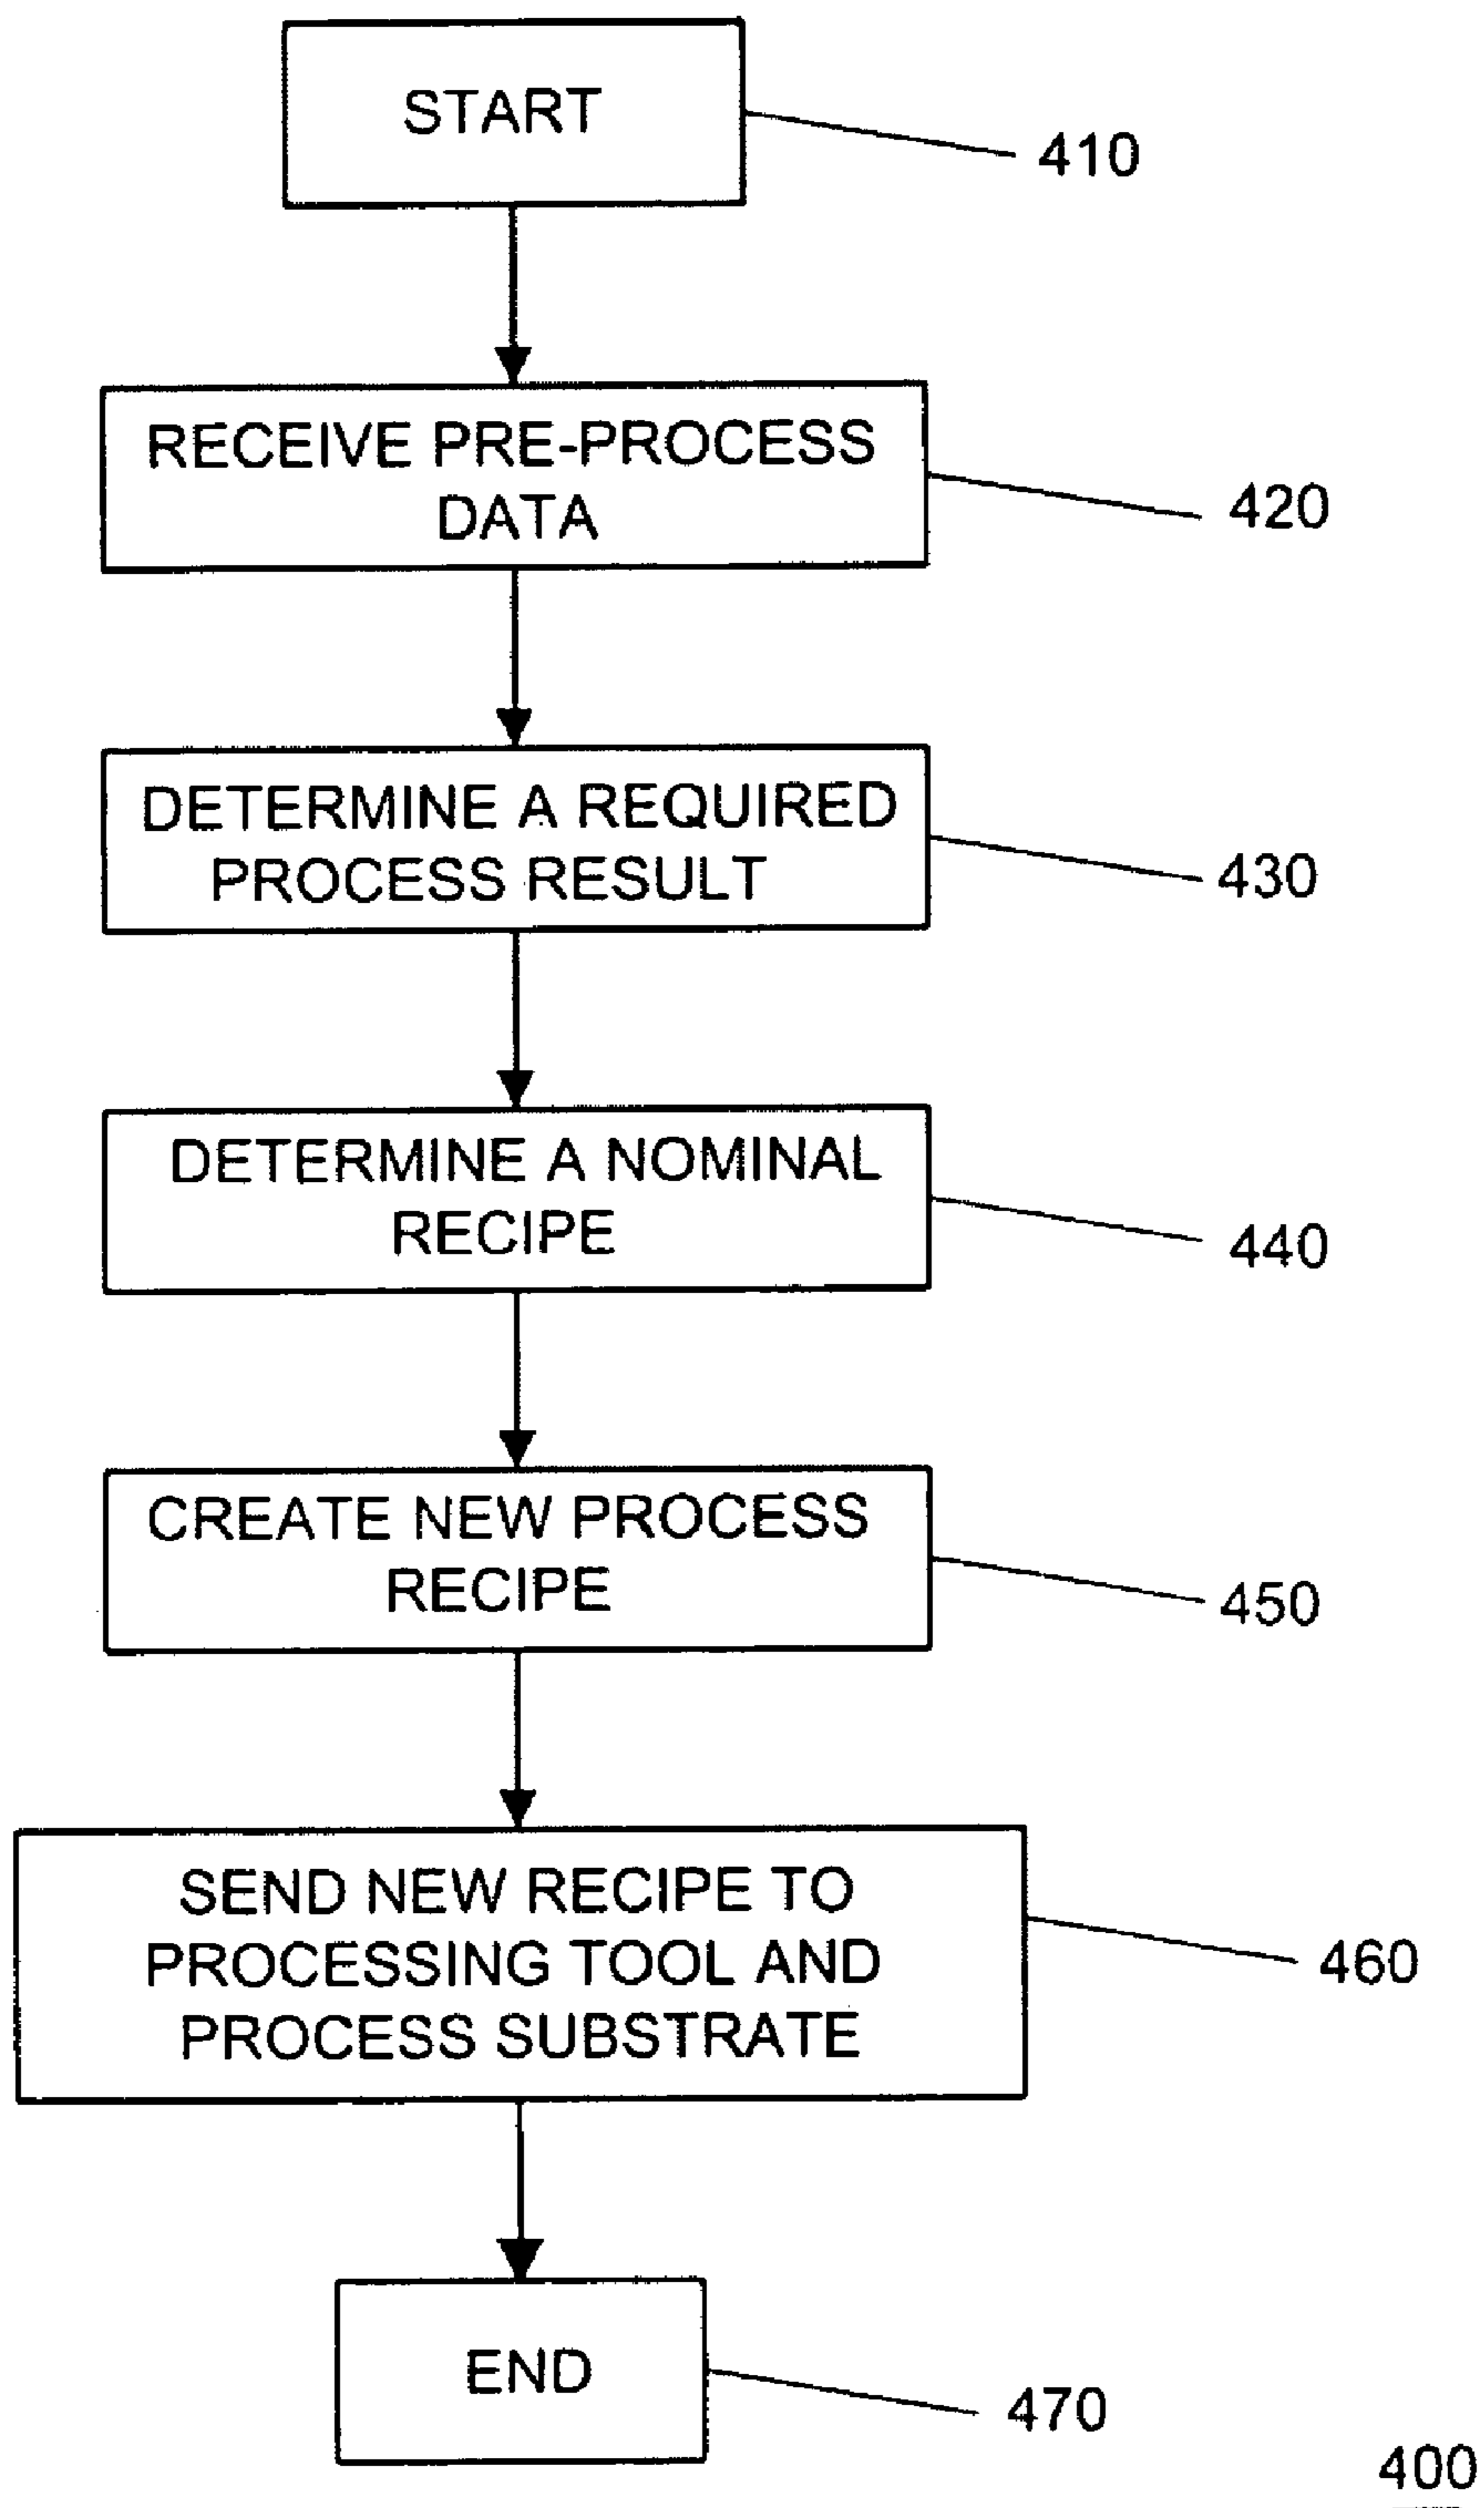 START
410
RECEIVE PRE-PROCESS
DATA
420
DETERMINE A REQUIRED
PROCESS RESULT
430
DETERMINE A NOMINAL
RECIPE
440
CREATE NEW PROCESS
RECIPE
450
SEND NEW RECIPE TO
PROCESSING TOOL AND
PROCESS SUBSTRATE
460
END
470
400